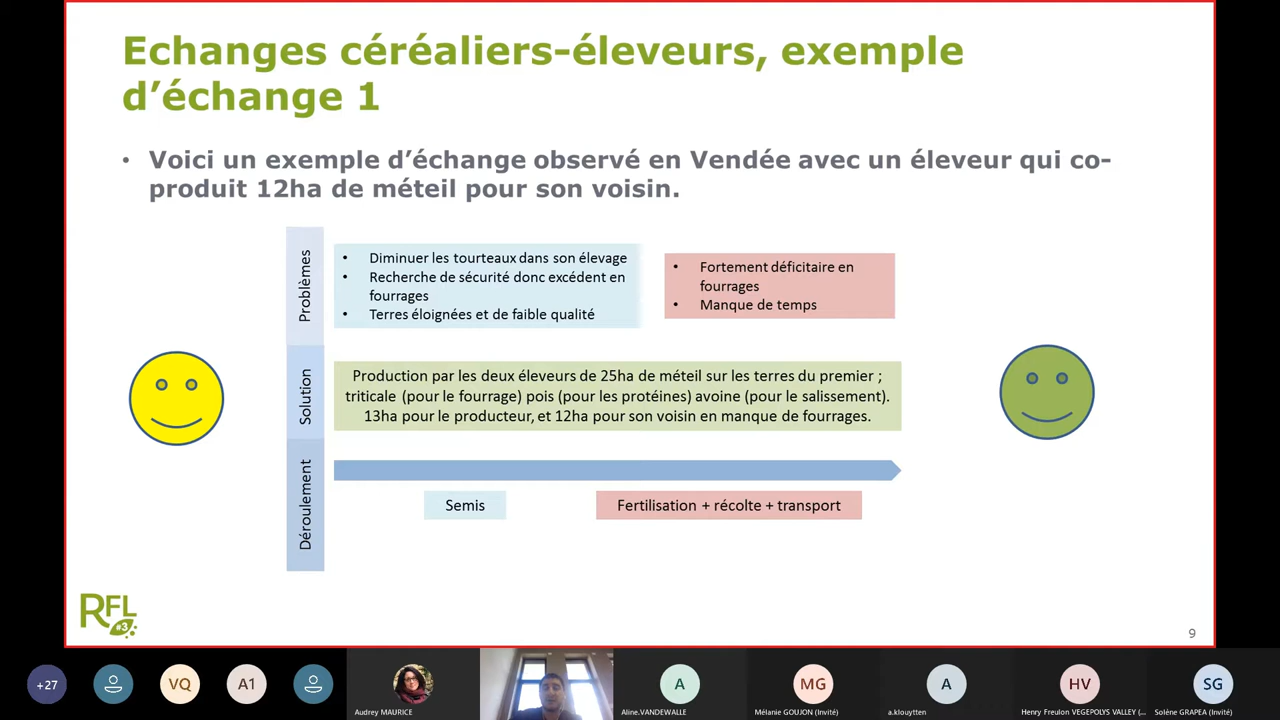 Echanges céréaliers-éleveurs, exemple
d’échange 1
• Voici un exemple d’échange observé en Vendée avec un éleveur qui co-
produit 12ha de méteil pour son voisin.
Problèmes
• Diminuer les tourteaux dans son élevage
• Recherche de sécurité donc excédent en
fourrages
• Terres éloignées et de faible qualité
• Fortement déficitaire en
fourrages
• Manque de temps
Solution
Production par les deux éleveurs de 25ha de méteil sur les terres du premier ;
triticale (pour le fourrage) pois (pour les protéines) avoine (pour le salissement).
13ha pour le producteur, et 12ha pour son voisin en manque de fourrages.
Déroulement
Semis
Fertilisation + récolte + transport
RFL
#3
9
+27
VQ
A1
A
MG
A
HV
SG
Audrey MAURICE
Aline.VANDEWALLE
Mélanie GOUJON (Invité)
a.klouytten
Henry Freulon VEGEPOLYS VALLEY (...
Solène GRAPEA (Invité)